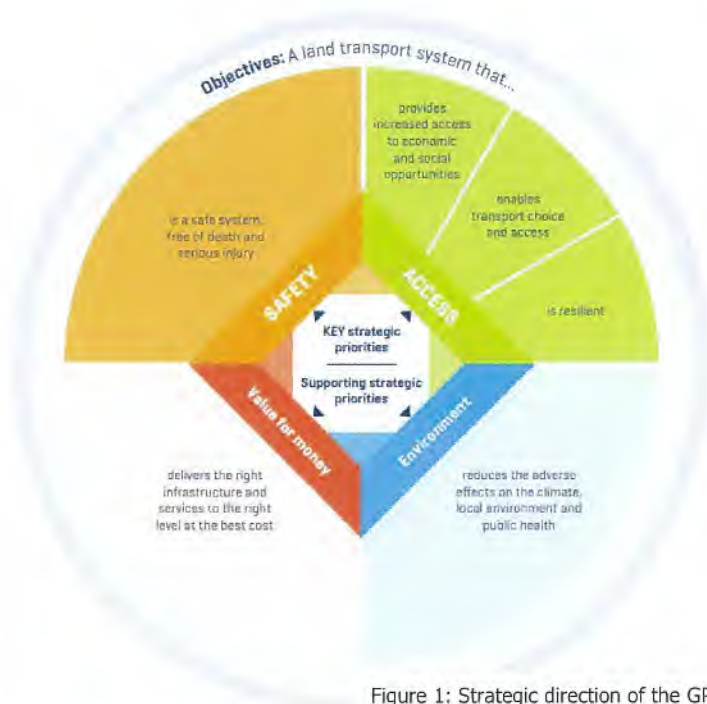 Objectives: A land transport system that...
provides
increased access
to economic
and social
opportunities
enables
transport choice
and access
is resilient
is a safe system,
free of death and
serious injury
SAFETY
ACCESS
KEY strategic
priorities
Supporting strategic
priorities
Value for money
Environment
delivers the right
infrastructure and
services to the right
level at the best cost
reduces the adverse
effects on the climate,
local environment and
public health
Figure 1: Strategic direction of the GP